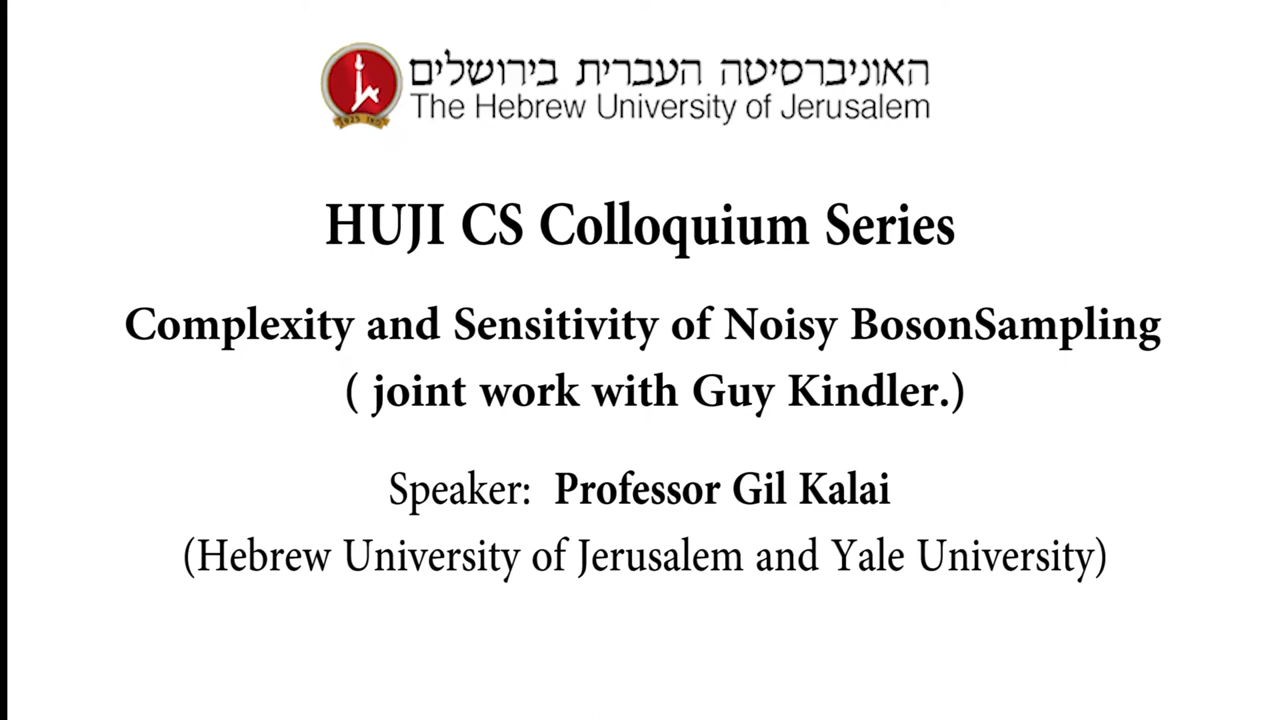 האוניברסיטה העברית בירושלים
The Hebrew University of Jerusalem
HUJI CS Colloquium Series
Complexity and Sensitivity of Noisy BosonSampling
( joint work with Guy Kindler.)
Speaker: Professor Gil Kalai
(Hebrew University of Jerusalem and Yale University)